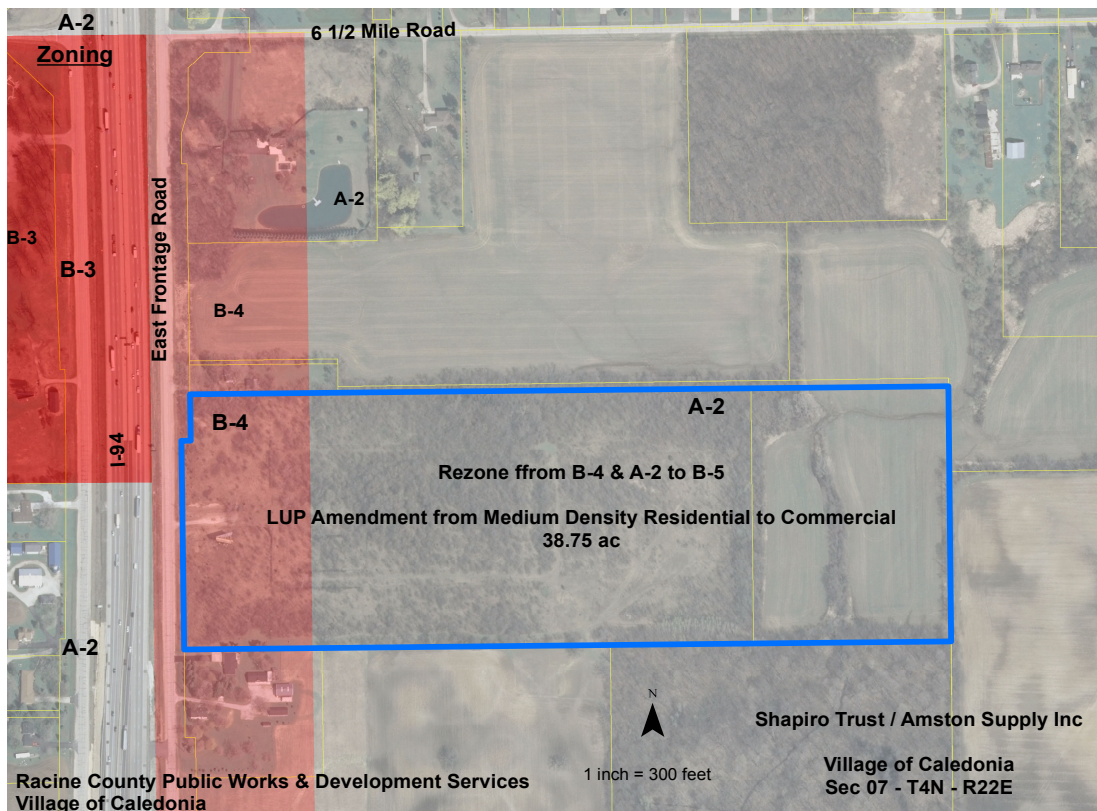 A-2
Zoning
6 1/2 Mile Road
B-3
B-3
East Frontage Road
A-2
B-4
I-94
B-4
A-2
Rezone ffrom B-4 & A-2 to B-5
LUP Amendment from Medium Density Residential to Commercial
38.75 ac
A-2
N
1 inch = 300 feet
Shapiro Trust / Amston Supply Inc
Village of Caledonia
Sec 07 - T4N - R22E
Racine County Public Works & Development Services
Village of Caledonia